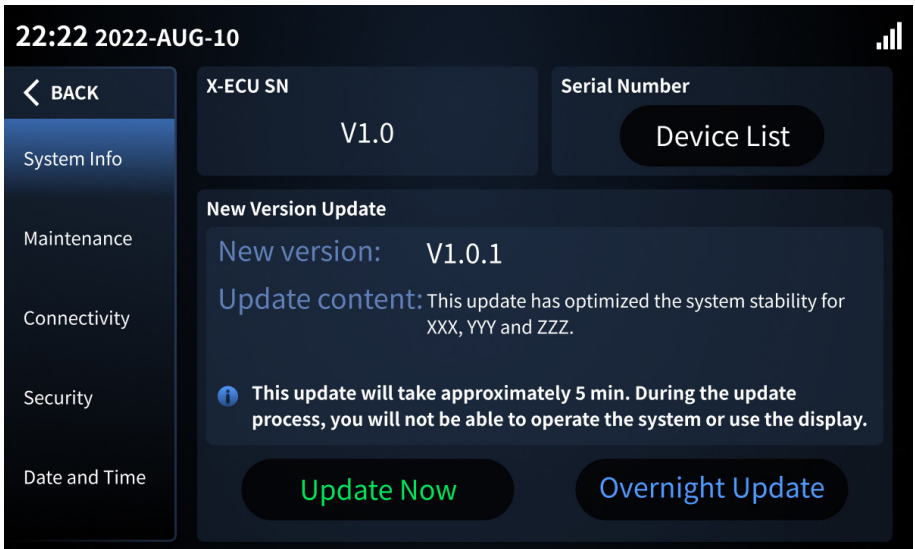 22:22 2022-AUG-10
BACK
System Info
Maintenance
Connectivity
Security
Date and Time
X-ECU SN
V1.0
Serial Number
Device List
New Version Update
New version: V1.0.1
Update content: This update has optimized the system stability for
XXX, YYY and ZZZ.
This update will take approximately 5 min. During the update
process, you will not be able to operate the system or use the display.
Update Now
Overnight Update